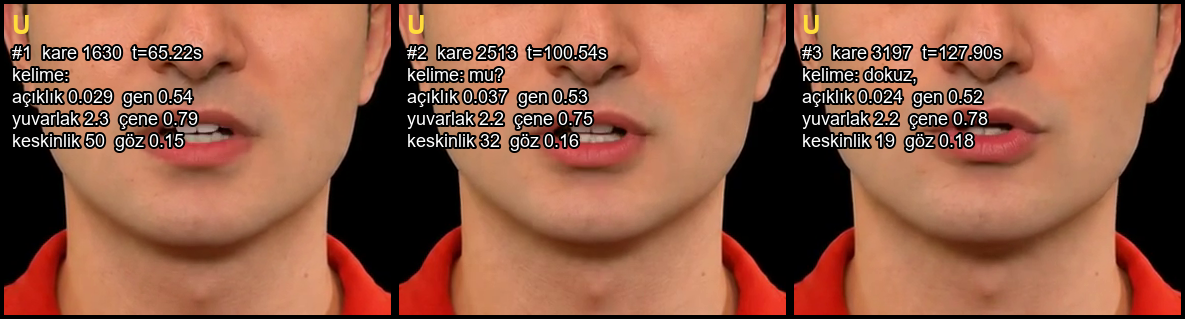 U
#1 kare 1630 t=65.22s
kelime:
açıklık 0.029 gen 0.54
yuvarlak 2.3 çene 0.79
keskinlik 50 göz 0.15
U
#2 kare 2513 t=100.54s
kelime: mu?
açıklık 0.037 gen 0.53
yuvarlak 2.2 çene 0.75
keskinlik 32 göz 0.16
U
#3 kare 3197 t=127.90s
kelime: dokuz,
açıklık 0.024 gen 0.52
yuvarlak 2.2 çene 0.78
keskinlik 19 göz 0.18